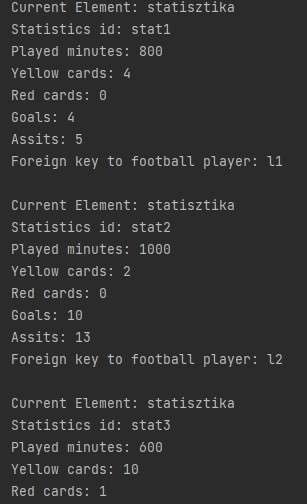 Current Element: statisztika
Statistics id: stat1
Played minutes: 800
Yellow cards: 4
Red cards: 0
Goals: 4
Assits: 5
Foreign key to football player: l1

Current Element: statisztika
Statistics id: stat2
Played minutes: 1000
Yellow cards: 2
Red cards: 0
Goals: 10
Assits: 13
Foreign key to football player: l2

Current Element: statisztika
Statistics id: stat3
Played minutes: 600
Yellow cards: 10
Red cards: 1